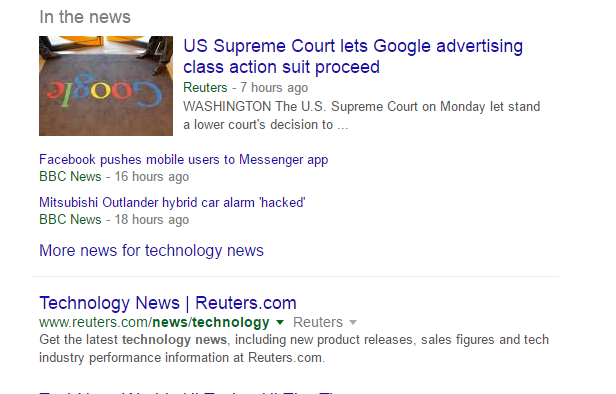 In the news
Google
US Supreme Court lets Google advertising
class action suit proceed
Reuters - 7 hours ago
WASHINGTON The U.S. Supreme Court on Monday let stand
a lower court's decision to ...
Facebook pushes mobile users to Messenger app
BBC News - 16 hours ago
Mitsubishi Outlander hybrid car alarm 'hacked'
BBC News - 18 hours ago
More news for technology news
Technology News | Reuters.com
www.reuters.com/news/technology Reuters
Get the latest technology news, including new product releases, sales figures and tech
industry performance information at Reuters.com.